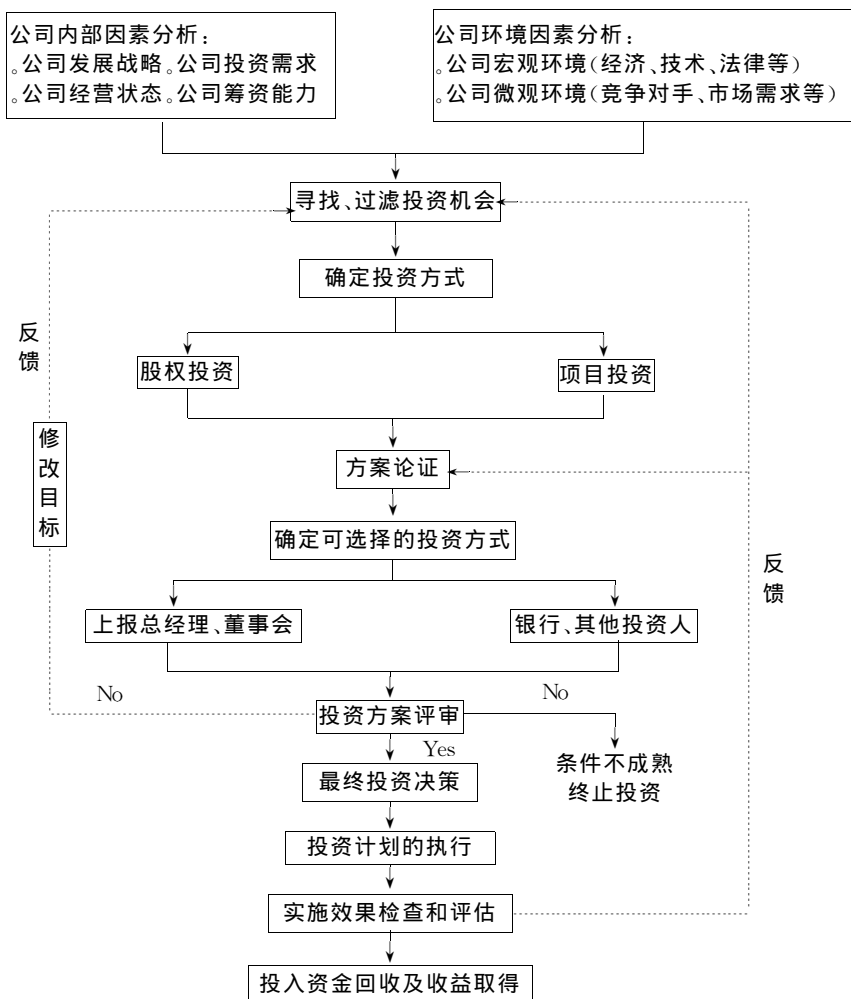 公司内部因素分析：
。公司发展战略。公司投资需求
。公司经营状态。公司筹资能力
公司环境因素分析：
。公司宏观环境（经济、技术、法律等）
。公司微观环境（竞争对手、市场需求等）
寻找、过滤投资机会
确定投资方式
反
馈
股权投资
项目投资
修
改
目
标
方案论证
确定可选择的投资方式
反
馈
上报总经理、董事会
银行、其他投资人
No
No
投资方案评审
Yes
条件不成熟
终止投资
最终投资决策
投资计划的执行
实施效果检查和评估
投入资金回收及收益取得